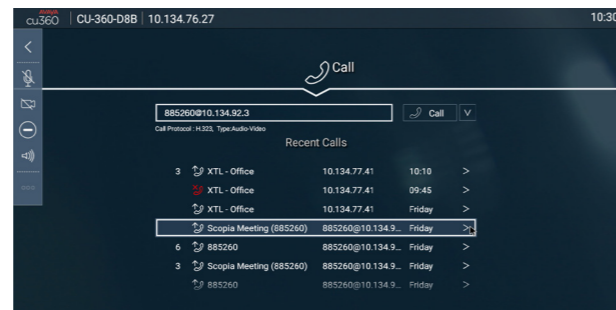 AVAYA
cu360 CU-360-D8B 10.134.76.27 10:30
Call
885260@10.134.92.3 Call
Call Protocol : H.323, Type:Audio-Video
Recent Calls
3 XTL - Office 10.134.77.41 10:10 >
XTL - Office 10.134.77.41 09:45 >
XTL - Office 10.134.77.41 Friday >
Scopia Meeting (885260) 885260@10.134.9... Friday >
6 885260 885260@10.134.9... Friday >
3 Scopia Meeting (885260) 885260@10.134.9... Friday >
885260 885260@10.134.9... Friday >